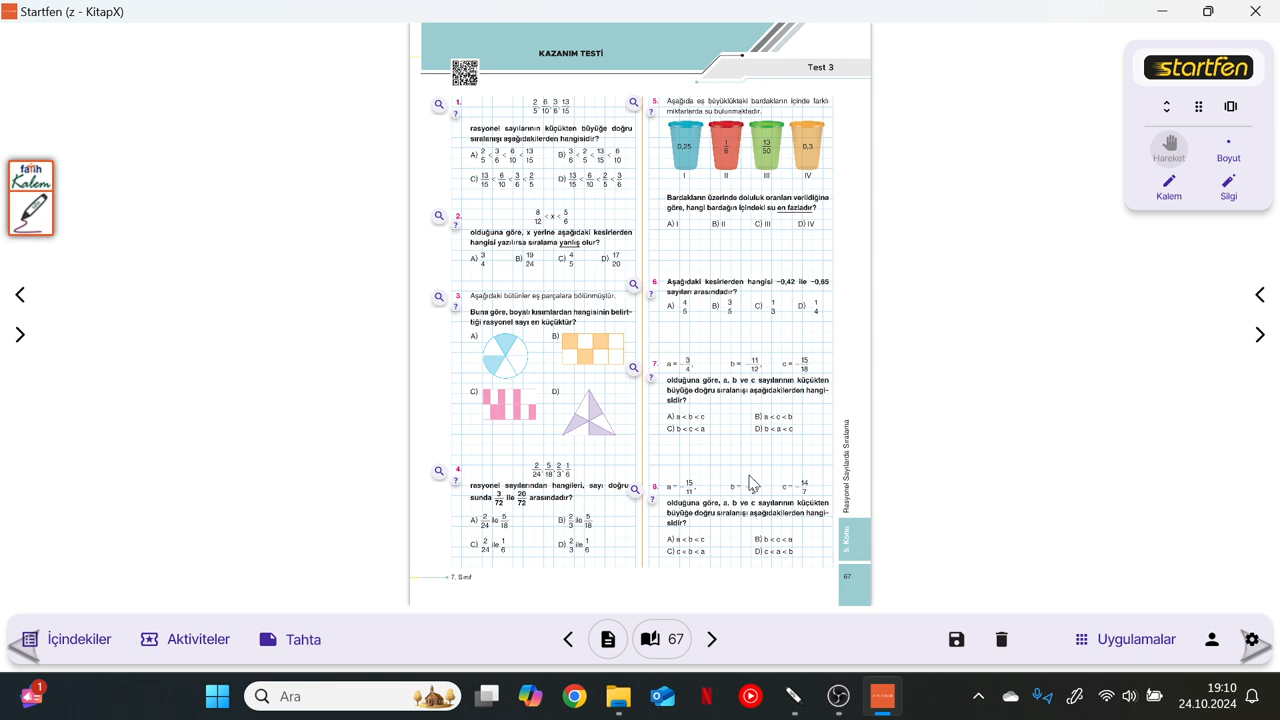 Startfen (z - KitapX)
KAZANIM TESTİ
Test 3
1.
2/5, 6/10, 3/6, 13/15
rasyonel sayılarının küçükten büyüğe doğru
sıralanışı aşağıdakilerden hangisidir?
A) 2/5 < 3/6 < 6/10 < 13/15
B) 3/6 < 2/5 < 13/15 < 6/10
C) 13/15 < 6/10 < 3/6 < 2/5
D) 13/15 < 6/10 < 2/5 < 3/6
2.
8/12 < x < 5/6
olduğuna göre, x yerine aşağıdaki kesirlerden
hangisi yazılırsa sıralama yanlış olur?
A) 3/4 B) 19/24 C) 4/5 D) 17/20
3. Aşağıdaki bütünler eş parçalara bölünmüştür.
Buna göre, boyalı kısımlardan hangisinin belirt-
tiği rasyonel sayı en küçüktür?
A) B)
C) D)
4.
2/24, 5/18, 2/3, 1/6
rasyonel sayılarından hangileri, sayı doğru
sunda 3/72 ile 20/72 arasındadır?
A) 2/24 ile 5/18
B) 2/3 ile 5/18
C) 2/24 ile 1/6
D) 2/3 ile 1/6
7. Sınıf
5. Aşağıda eş büyüklükteki bardakların içinde farklı
miktarlarda su bulunmaktadır.
0,25 13/50 0,3
I II III IV
Bardakların üzerinde doluluk oranları verildiğine
göre, hangi bardağın içindeki su en fazladır?
A) I B) II C) III D) IV
6. Aşağıdaki kesirlerden hangisi −0,42 ile −0,65
sayıları arasındadır?
A) -4/5 B) -3/5 C) -1/3 D) -1/4
7. a = -3/4, b = -11/12, c = -15/18
olduğuna göre, a, b ve c sayılarının küçükten
büyüğe doğru sıralanışı aşağıdakilerden hangi-
sidir?
A) a < b < c B) a < c < b
C) b < c < a D) b < a < c
8. a = -15/11, b = - c = -14/7
olduğuna göre, a, b ve c sayılarının küçükten
büyüğe doğru sıralanışı aşağıdakilerden hangi-
sidir?
A) a < b < c B) b < c < a
C) c < b < a D) c < a < b
Rasyonel Sayılarda Sıralama
5. Konu
67
fatih
Kalem
startfen
Hareket
Boyut
Kalem
Silgi
İçindekiler
Aktiviteler
Tahta
67
Uygulamalar
1
Ara
19:10
24.10.2024